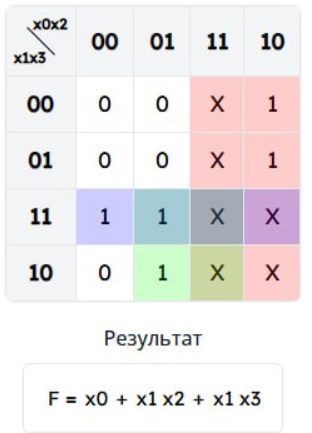 x0x2
x1x3
00 01 11 10
00 0 0 X 1
01 0 0 X 1
11 1 1 X X
10 0 1 X X
Результат
F = x0 + x1 x2 + x1 x3